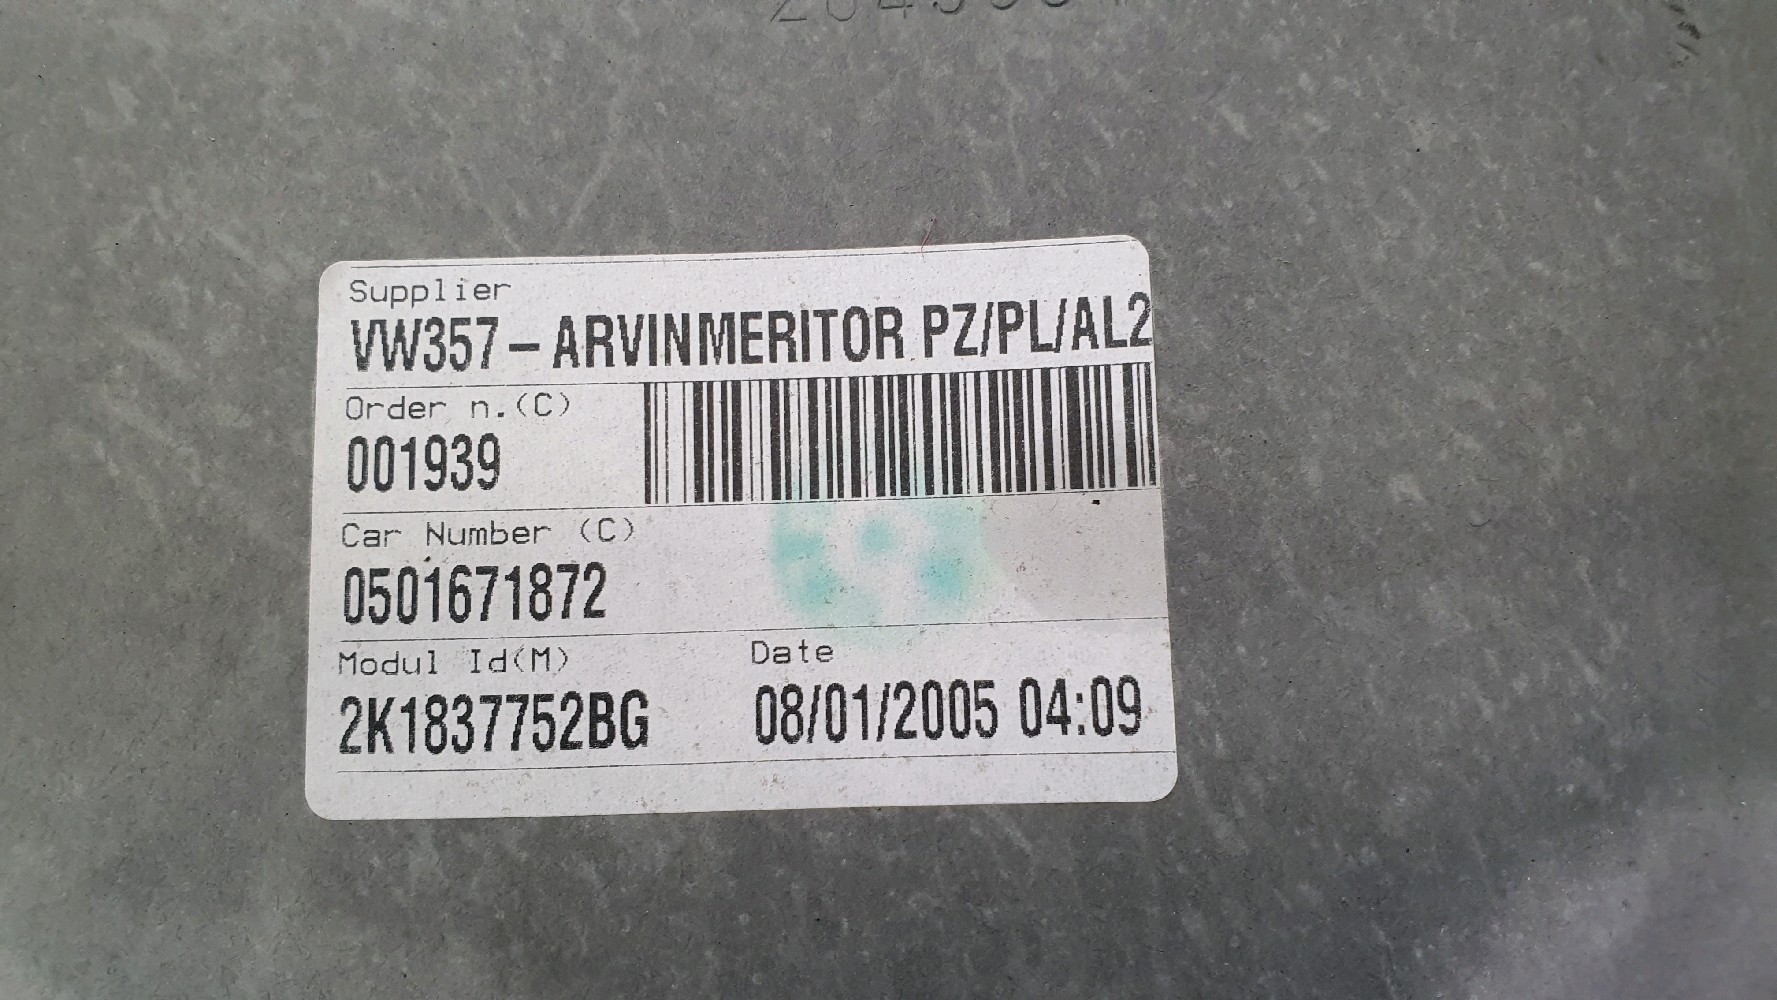 Supplier
VW357-ARVINMERITOR PZ/PL/AL2
Order n.(C)
001939
Car Number (C)
0501671872
Modul Id(M) Date
2K1837752BG 08/01/2005 04:09